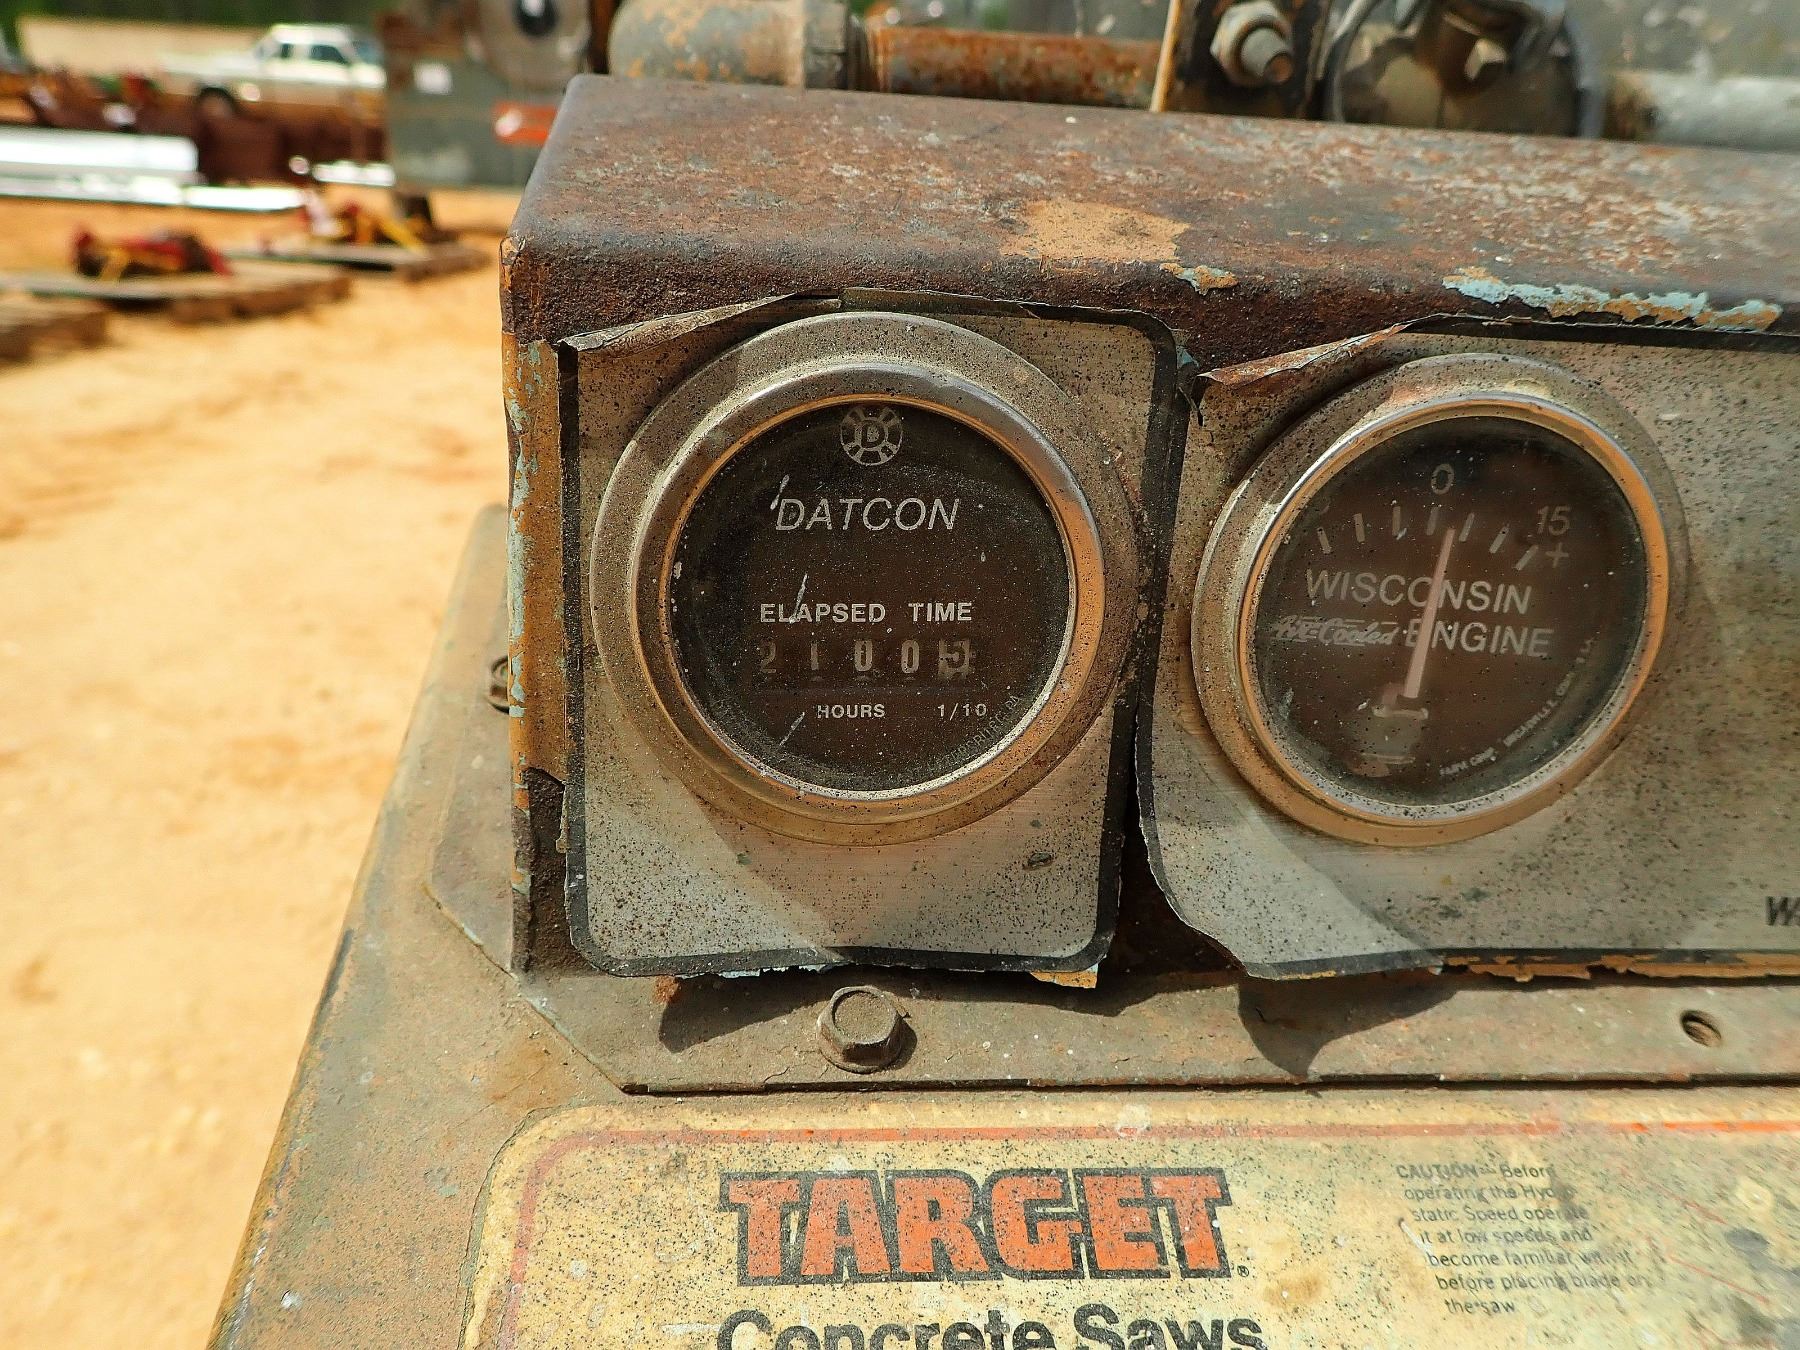 D
DATCON
ELAPSED TIME
21005
HOURS 1/10
0
15
+
WISCONSIN
Air-Cooled ENGINE
TARGET®
Concrete Saws
CAUTION - Before
operating the Hydro
static Speed operate
it at low speeds and
become familiar with it
before placing blade on
the saw